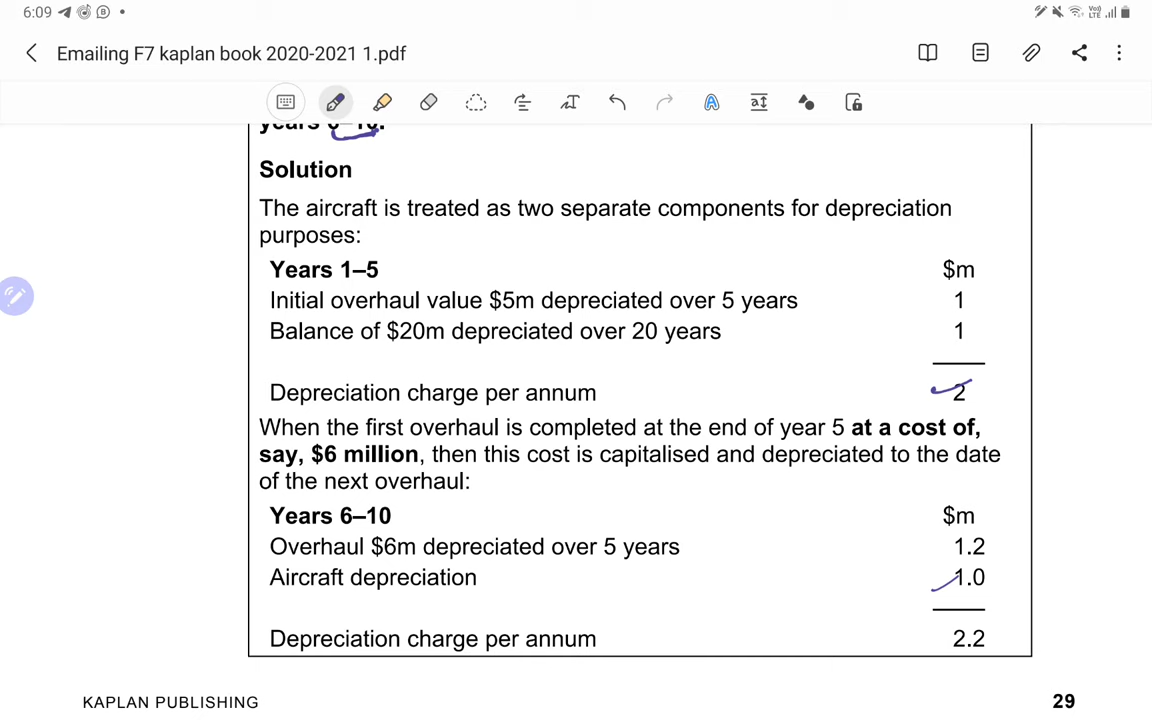 6:09
Vo) LTE
Emailing F7 kaplan book 2020-2021 1.pdf
years 6–10.
Solution
The aircraft is treated as two separate components for depreciation
purposes:
Years 1–5 $m
Initial overhaul value $5m depreciated over 5 years 1
Balance of $20m depreciated over 20 years 1
Depreciation charge per annum 2
When the first overhaul is completed at the end of year 5 at a cost of,
say, $6 million, then this cost is capitalised and depreciated to the date
of the next overhaul:
Years 6–10 $m
Overhaul $6m depreciated over 5 years 1.2
Aircraft depreciation 1.0
Depreciation charge per annum 2.2
KAPLAN PUBLISHING 29